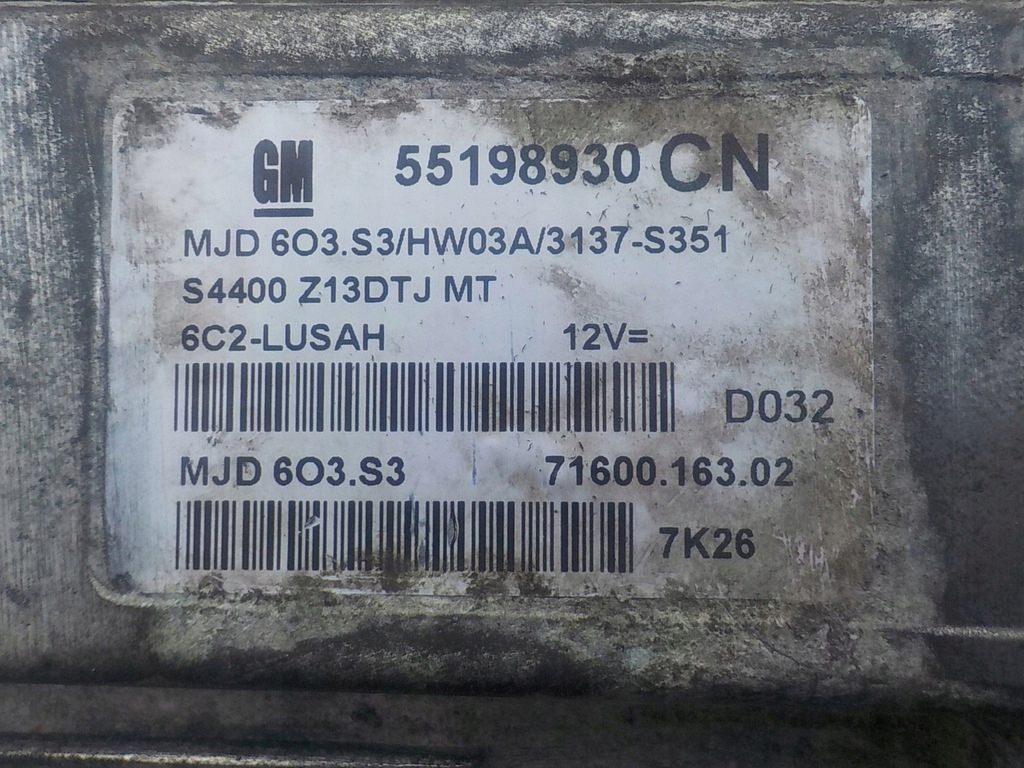 GM 55198930 CN
MJD 6O3.S3/HW03A/3137-S351
S4400 Z13DTJ MT
6C2-LUSAH 12V=
D032
MJD 6O3.S3 71600.163.02
7K26